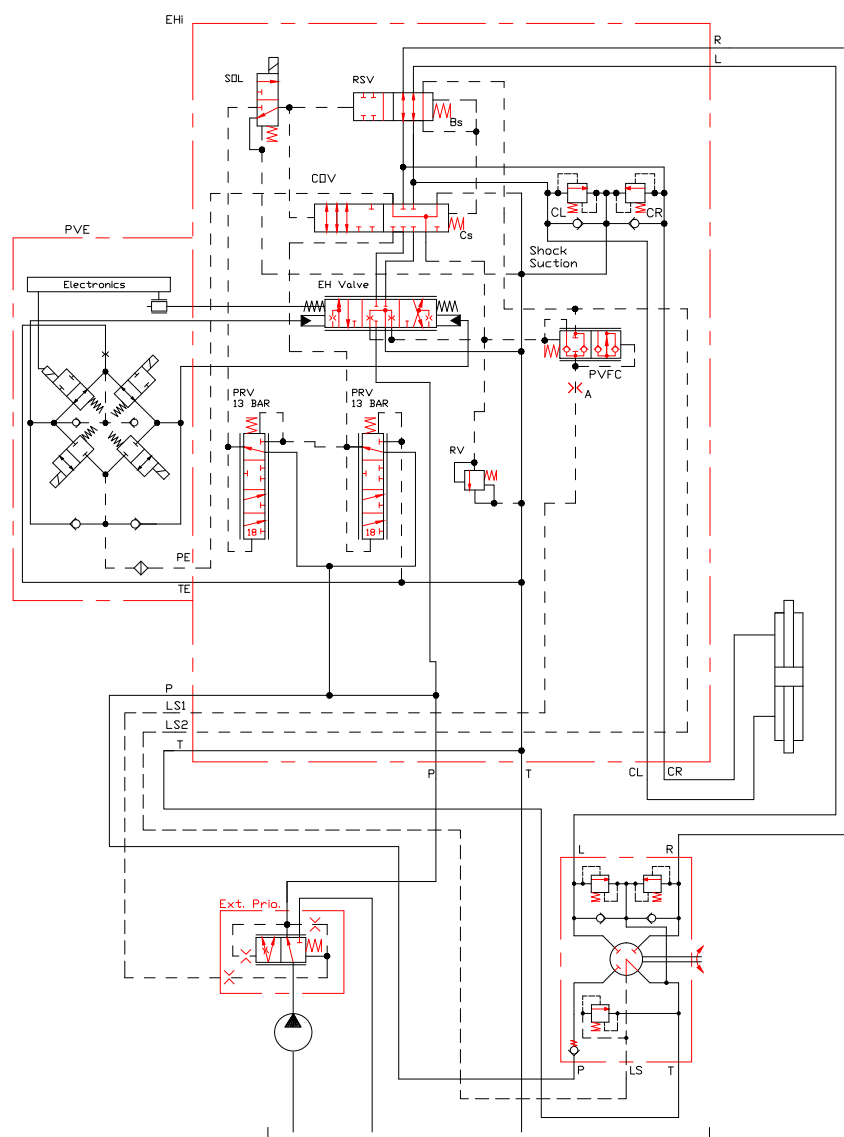 EHi
R
L
SOL
RSV
Bs
COV
CL
CR
Cs
PVE
Shock
Suction
Electronics
EH Valve
PVFC
PRV
13 BAR
PRV
13 BAR
A
RV
18
18
PE
TE
P
LS1
LS2
T
P
T
CL
CR
L
R
Ext. Prio.
P
LS
T